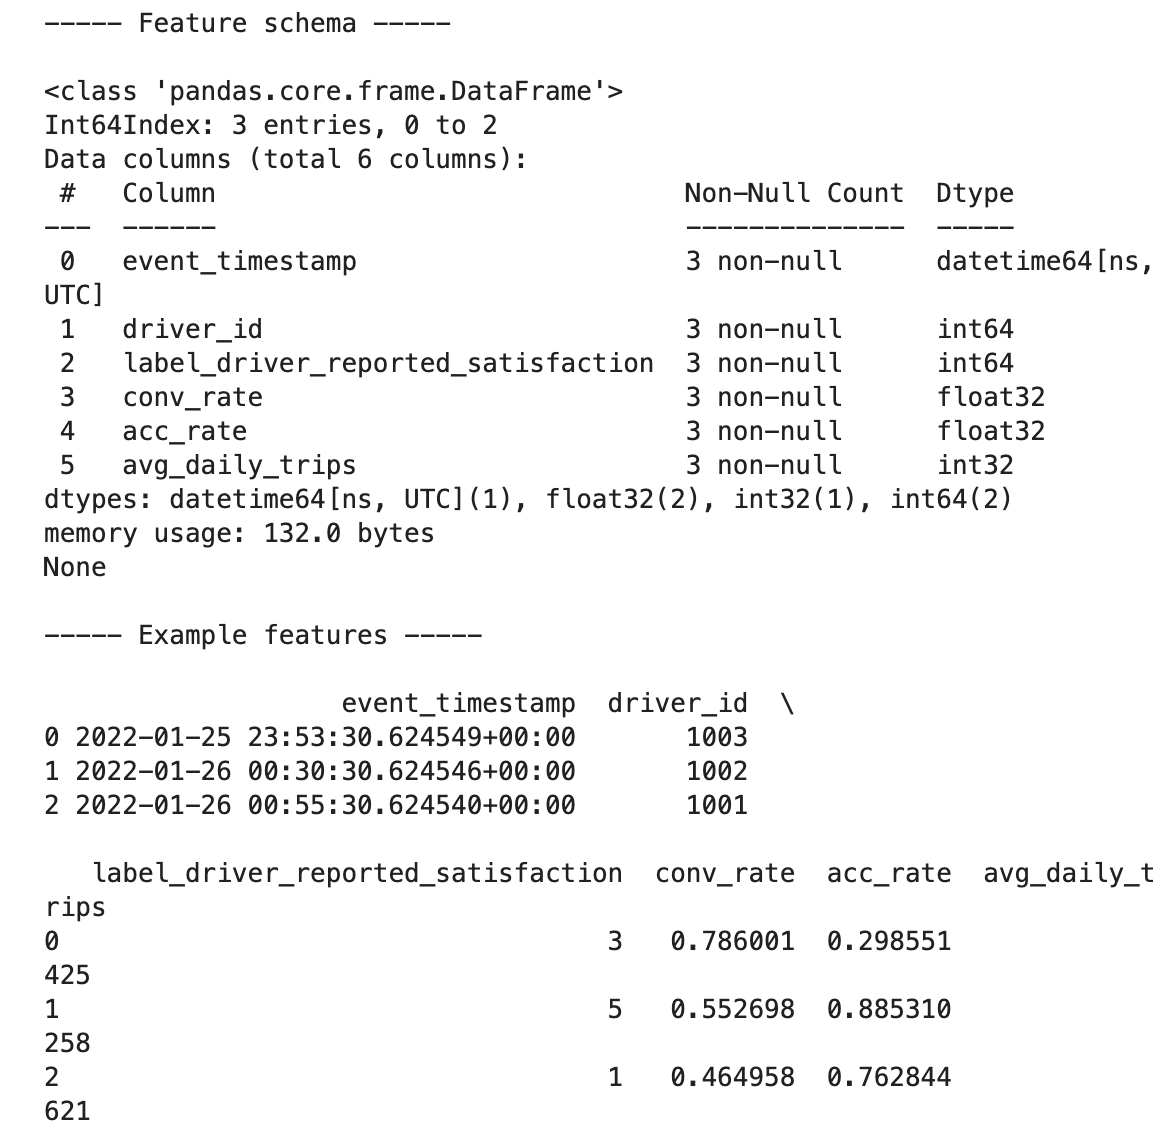 ----- Feature schema -----
<class 'pandas.core.frame.DataFrame'>
Int64Index: 3 entries, 0 to 2
Data columns (total 6 columns):
 #   Column                              Non-Null Count  Dtype
---  ------                              --------------  -----
 0   event_timestamp                     3 non-null      datetime64[ns,
UTC]
 1   driver_id                           3 non-null      int64
 2   label_driver_reported_satisfaction  3 non-null      int64
 3   conv_rate                           3 non-null      float32
 4   acc_rate                            3 non-null      float32
 5   avg_daily_trips                     3 non-null      int32
dtypes: datetime64[ns, UTC](1), float32(2), int32(1), int64(2)
memory usage: 132.0 bytes
None
----- Example features -----
                   event_timestamp  driver_id  \
0 2022-01-25 23:53:30.624549+00:00       1003
1 2022-01-26 00:30:30.624546+00:00       1002
2 2022-01-26 00:55:30.624540+00:00       1001
   label_driver_reported_satisfaction  conv_rate  acc_rate  avg_daily_t
rips
0                                   3   0.786001  0.298551
425
1                                   5   0.552698  0.885310
258
2                                   1   0.464958  0.762844
621